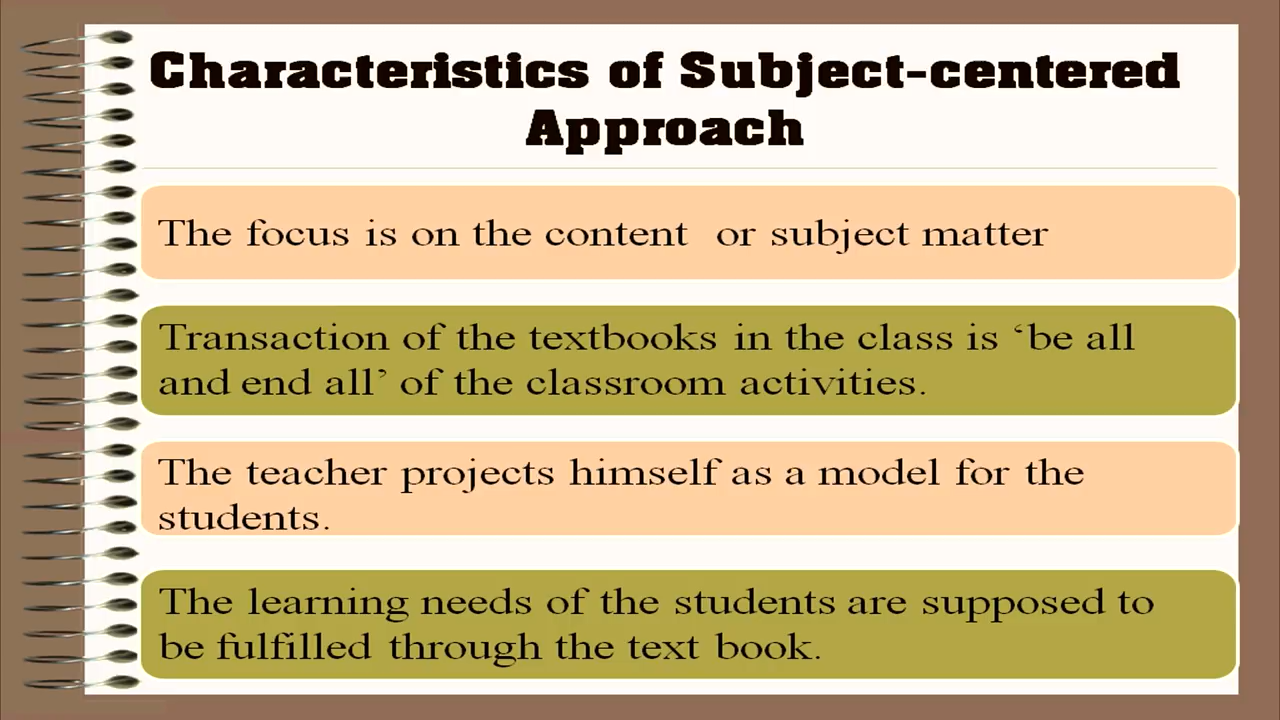 Characteristics of Subject-centered
Approach
The focus is on the content  or subject matter
Transaction of the textbooks in the class is ‘be all
and end all’ of the classroom activities.
The teacher projects himself as a model for the
students.
The learning needs of the students are supposed to
be fulfilled through the text book.